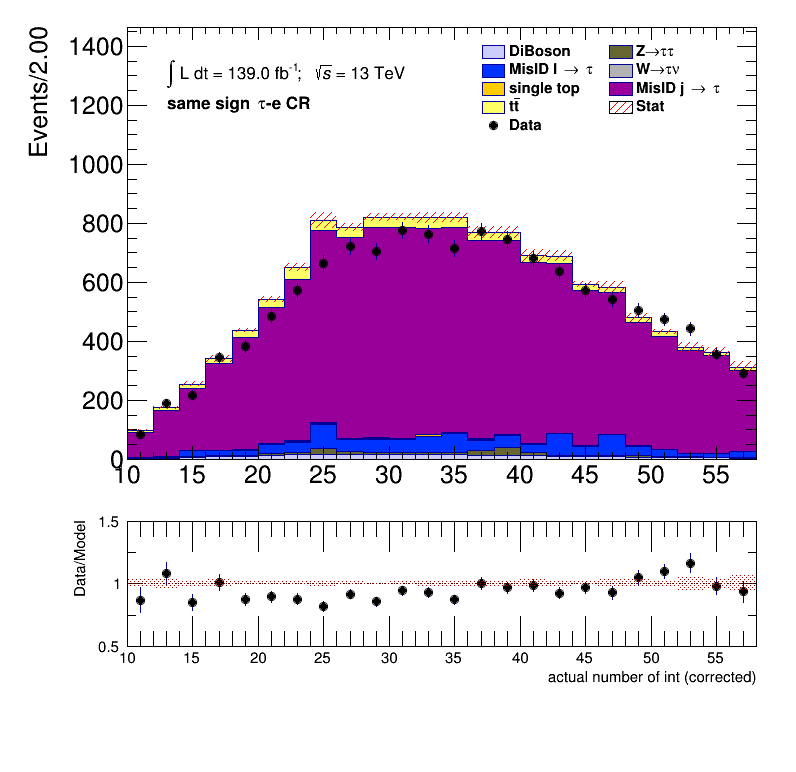 Events/2.00
1400
1200
1000
800
600
400
200
0
∫ L dt = 139.0 fb⁻¹; √s = 13 TeV
same sign τ-e CR
DiBoson
MisID l → τ
single top
tt̄
Data
Z→ττ
W→τν
MisID j → τ
Stat
10 15 20 25 30 35 40 45 50 55
Data/Model
1.5
1
0.5
10 15 20 25 30 35 40 45 50 55
actual number of int (corrected)